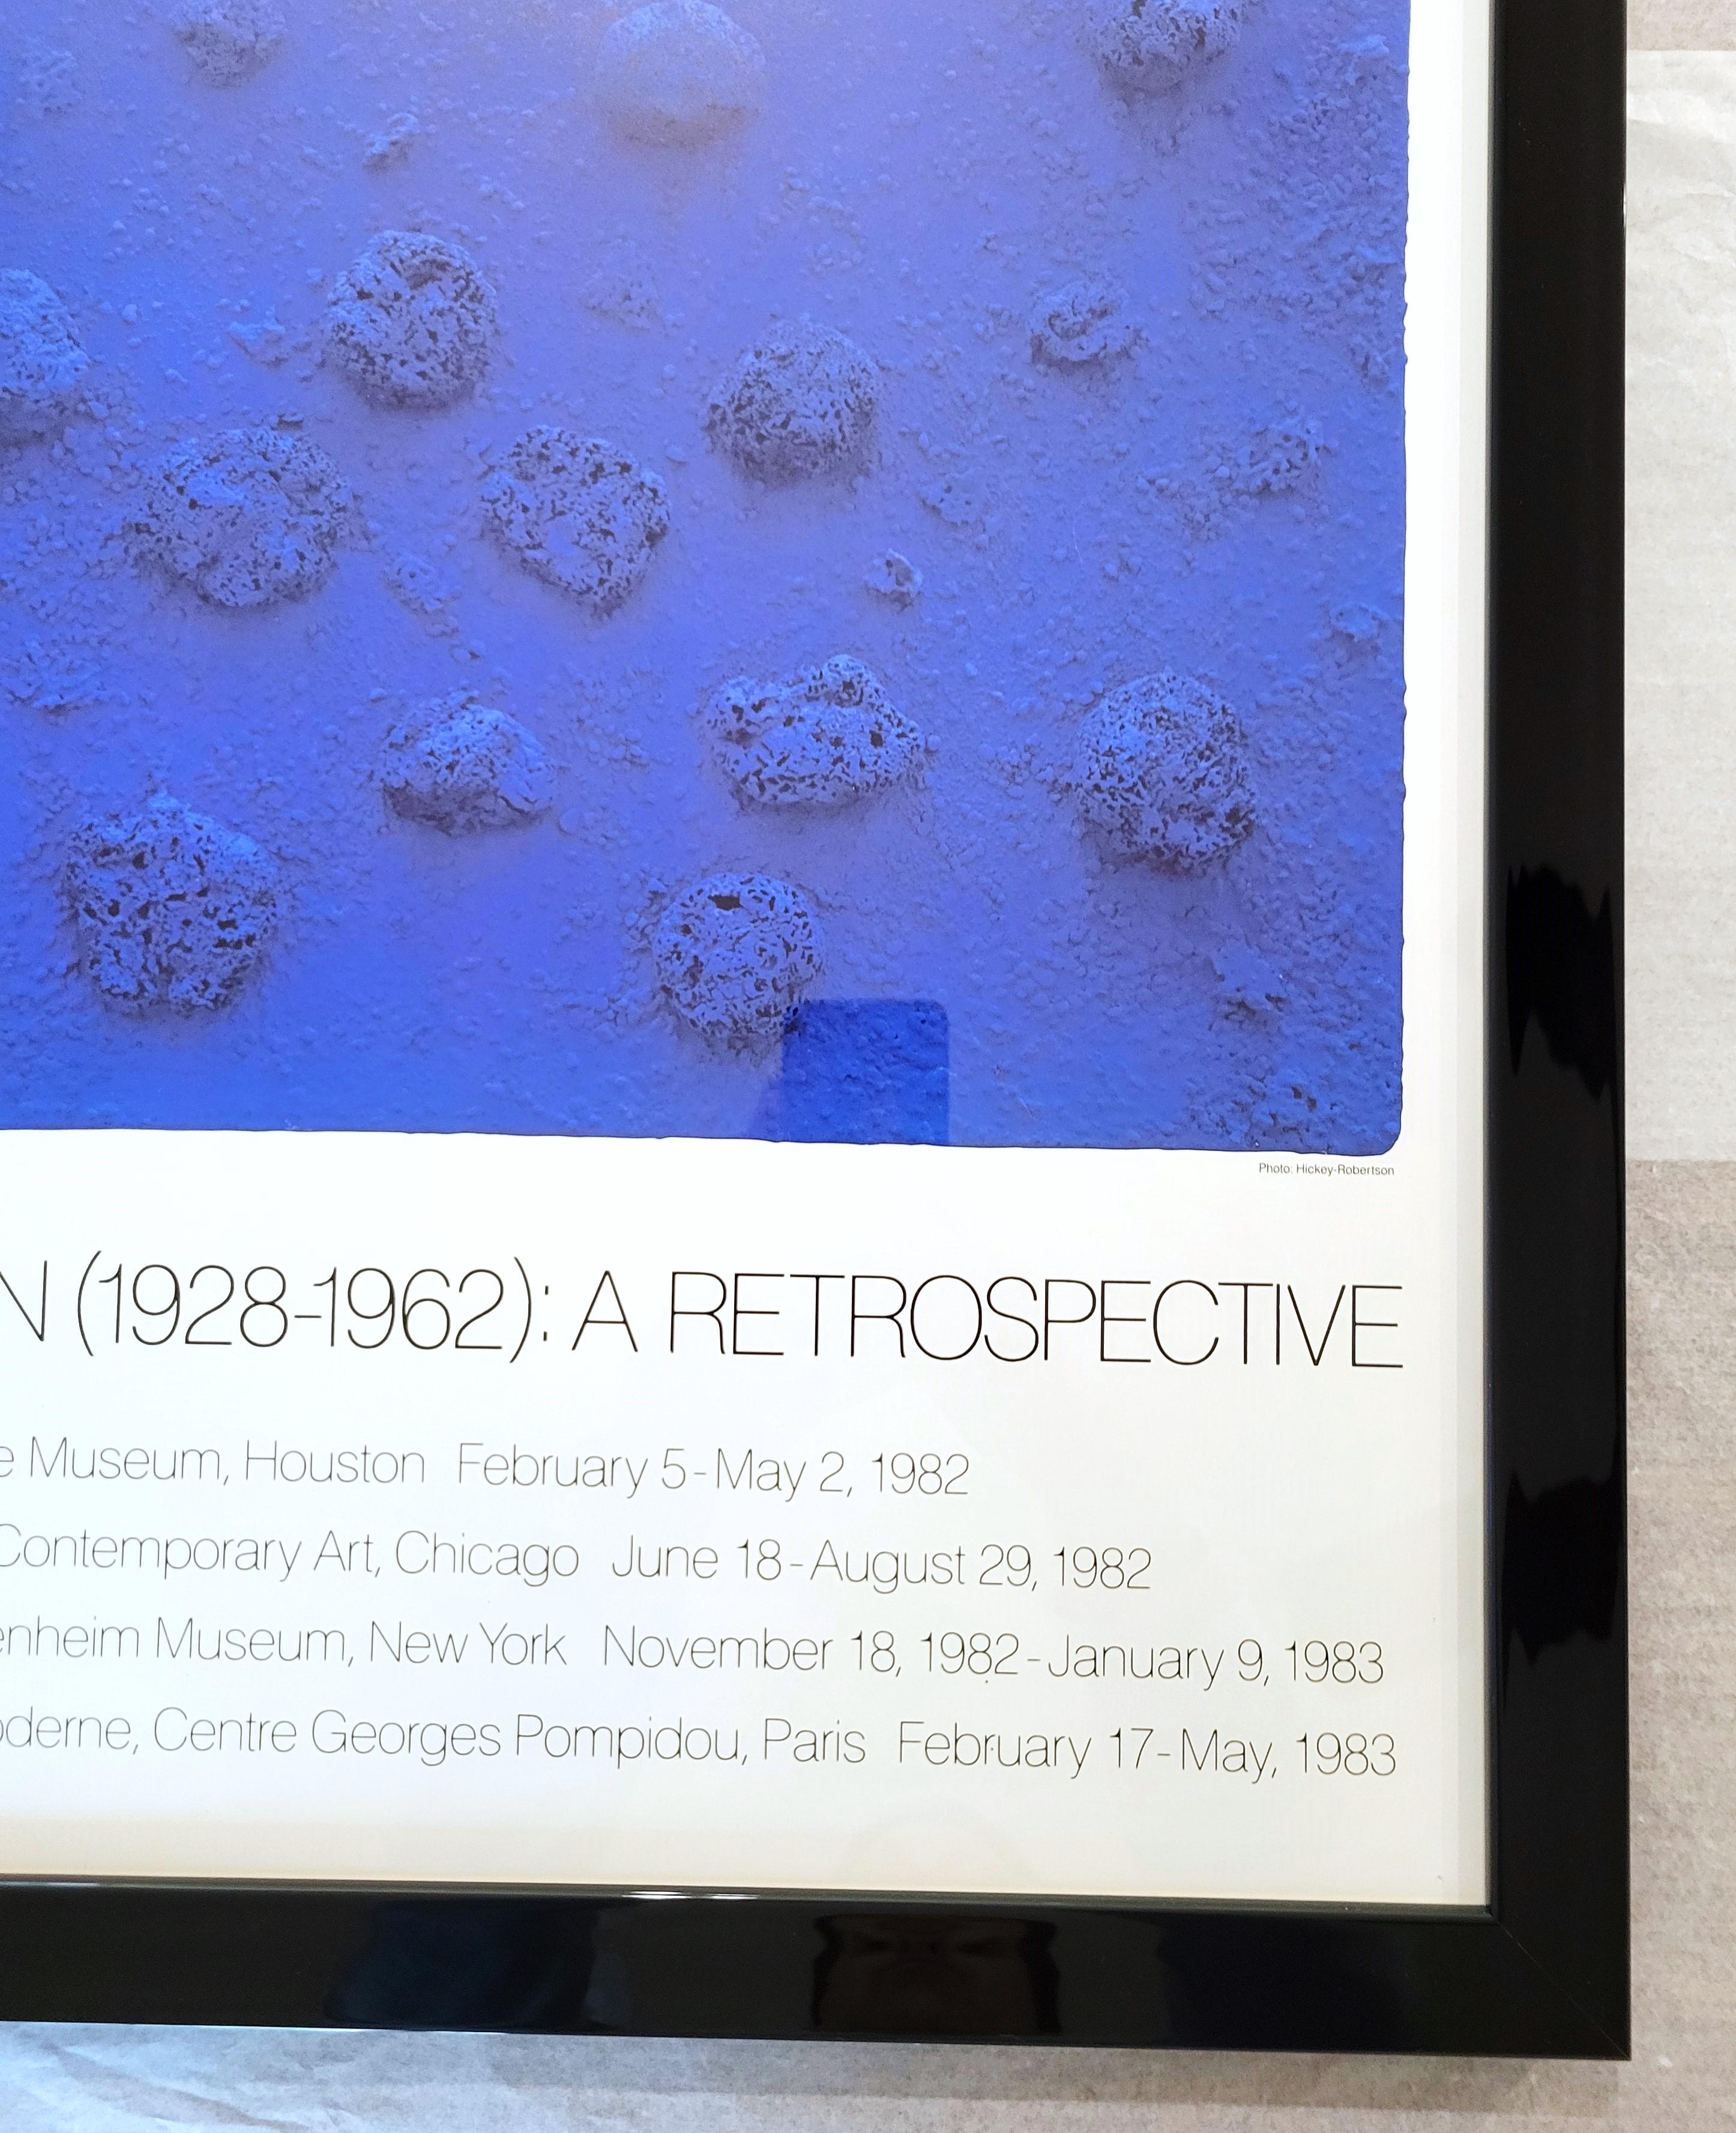 Photo: Hickey-Robertson
N (1928-1962): A RETROSPECTIVE
e Museum, Houston February 5-May 2, 1982
Contemporary Art, Chicago June 18-August 29, 1982
enheim Museum, New York November 18, 1982-January 9, 1983
oderne, Centre Georges Pompidou, Paris February 17-May, 1983